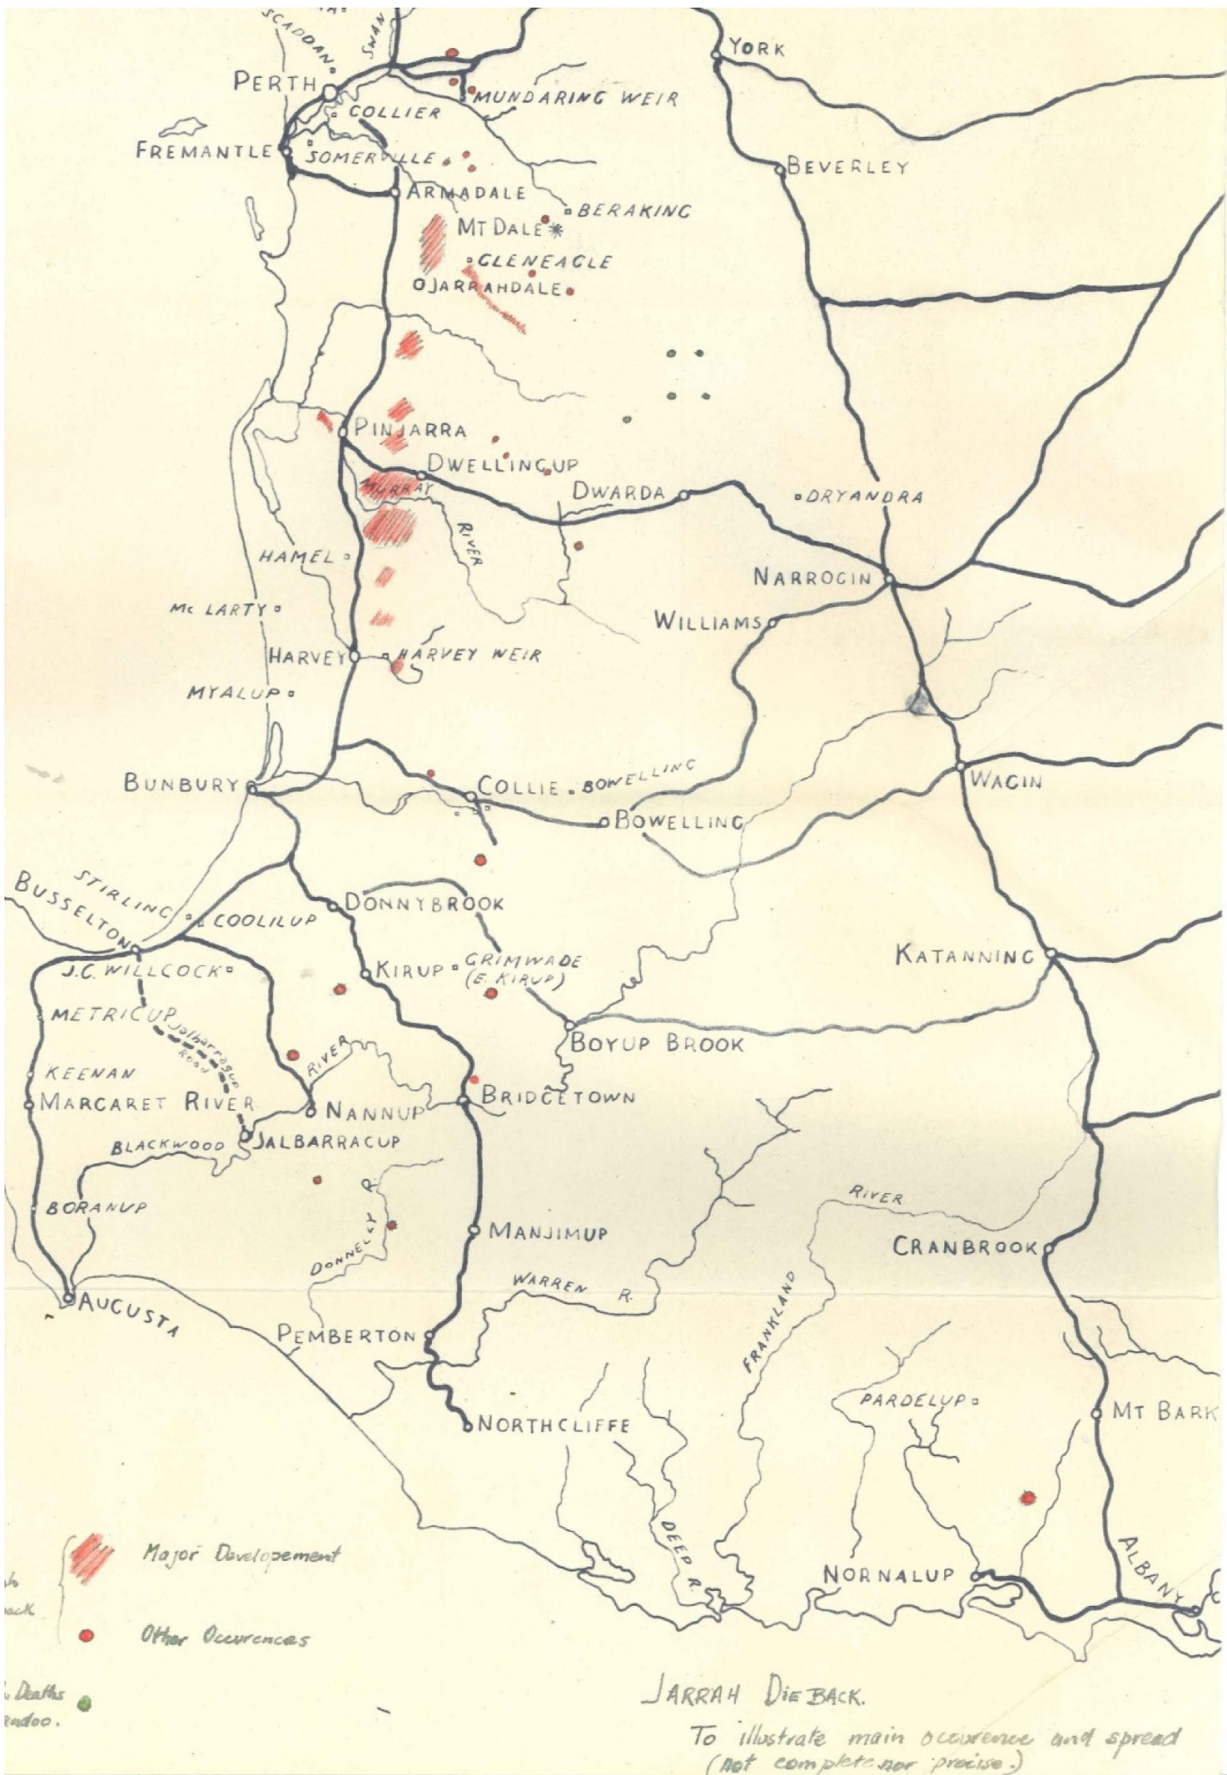 SCADDAN
SWAN
YORK
PERTH
MUNDARING WEIR
COLLIER
FREMANTLE
SOMERVILLE
BEVERLEY
ARMADALE
BERAKING
MT DALE
GLENEAGLE
JARRAHDALE
PINJARRA
DWELLINGUP
MURRAY
RIVER
DWARDA
DRYANDRA
HAMEL
NARROGIN
Mc LARTY
WILLIAMS
HARVEY
HARVEY WEIR
MYALUP
BUNBURY
COLLIE
BOWELLING
WAGIN
BOWELLING
STIRLING
BUSSELTON
COOLILUP
DONNYBROOK
KATANNING
J.C. WILLCOCK
KIRUP
GRIMWADE
(E. KIRUP)
METRICUP
Jalbarragup
Road
BOYUP BROOK
KEENAN
RIVER
MARGARET RIVER
NANNUP
BRIDGETOWN
BLACKWOOD
JALBARRACUP
RIVER
BORANUP
DONNELLY R.
MANJIMUP
CRANBROOK
WARREN R.
AUGUSTA
PEMBERTON
FRANKLAND
PARDELUP
NORTHCLIFFE
MT BARK
DEEP R.
NORNALUP
ALBANY
Major Developement
Other Occurences
Deaths
JARRAH DIEBACK.
To illustrate main occurence and spread
(not complete nor precise.)